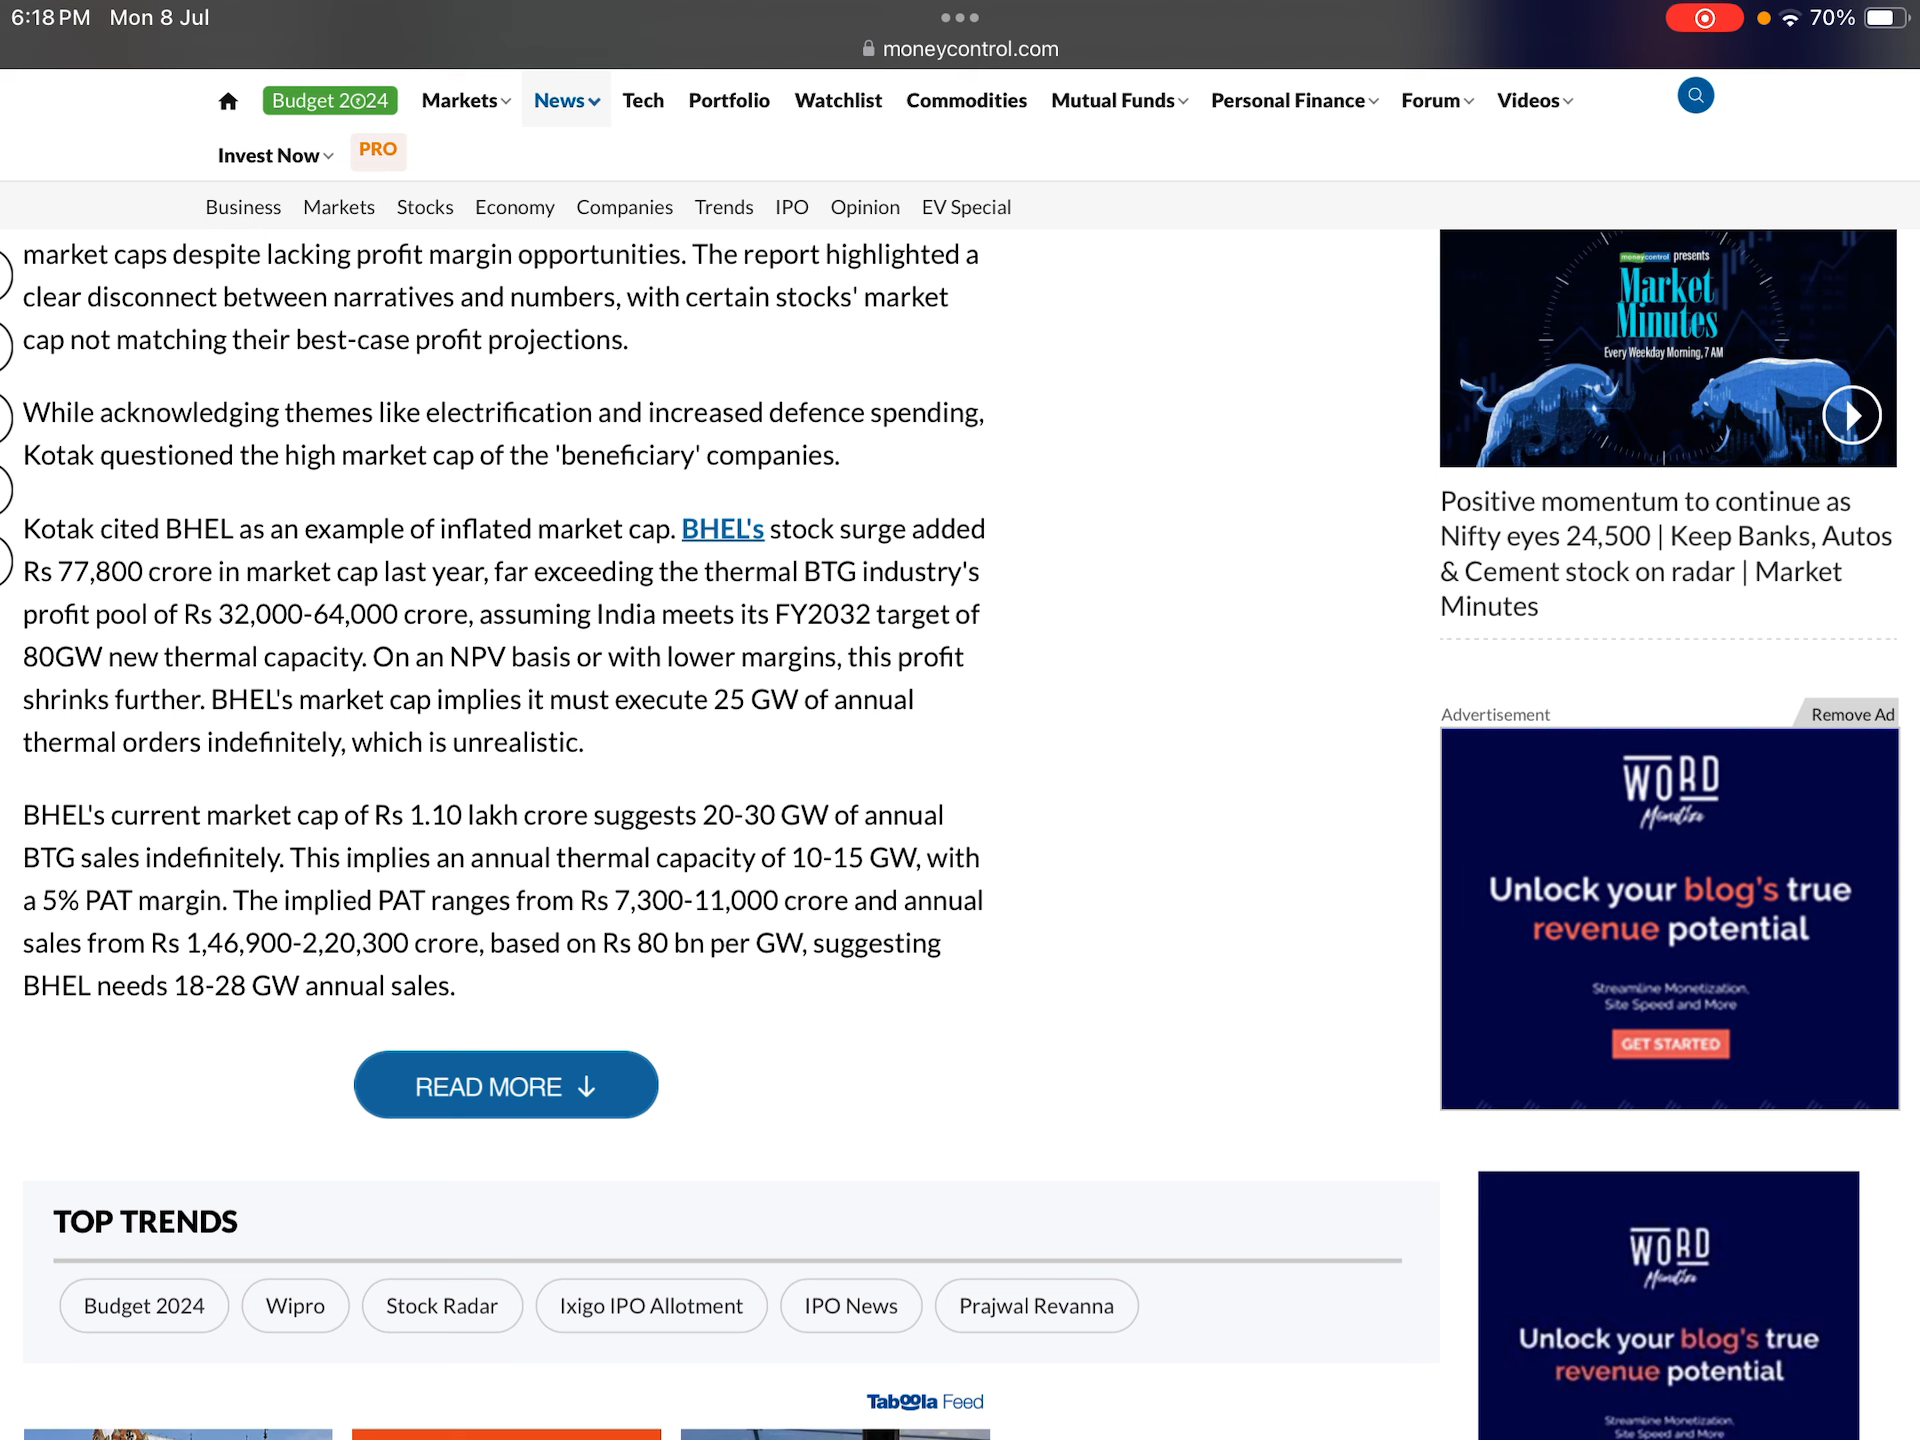 6:18 PM Mon 8 Jul
70%
moneycontrol.com
Budget 2024 Markets News Tech Portfolio Watchlist Commodities Mutual Funds Personal Finance Forum Videos
Invest Now PRO
Business Markets Stocks Economy Companies Trends IPO Opinion EV Special
market caps despite lacking profit margin opportunities. The report highlighted a
clear disconnect between narratives and numbers, with certain stocks' market
cap not matching their best-case profit projections.
While acknowledging themes like electrification and increased defence spending,
Kotak questioned the high market cap of the 'beneficiary' companies.
Kotak cited BHEL as an example of inflated market cap. BHEL's stock surge added
Rs 77,800 crore in market cap last year, far exceeding the thermal BTG industry's
profit pool of Rs 32,000-64,000 crore, assuming India meets its FY2032 target of
80GW new thermal capacity. On an NPV basis or with lower margins, this profit
shrinks further. BHEL's market cap implies it must execute 25 GW of annual
thermal orders indefinitely, which is unrealistic.
BHEL's current market cap of Rs 1.10 lakh crore suggests 20-30 GW of annual
BTG sales indefinitely. This implies an annual thermal capacity of 10-15 GW, with
a 5% PAT margin. The implied PAT ranges from Rs 7,300-11,000 crore and annual
sales from Rs 1,46,900-2,20,300 crore, based on Rs 80 bn per GW, suggesting
BHEL needs 18-28 GW annual sales.
READ MORE ↓
TOP TRENDS
Budget 2024 Wipro Stock Radar Ixigo IPO Allotment IPO News Prajwal Revanna
Taboola Feed
moneycontrol presents
Market
Minutes
Every Weekday Morning, 7 AM
Positive momentum to continue as
Nifty eyes 24,500 | Keep Banks, Autos
& Cement stock on radar | Market
Minutes
Advertisement Remove Ad
WORD
Monetize
Unlock your blog's true
revenue potential
Streamline Monetization,
Site Speed and More
GET STARTED
WORD
Monetize
Unlock your blog's true
revenue potential
Streamline Monetization,
Site Speed and More